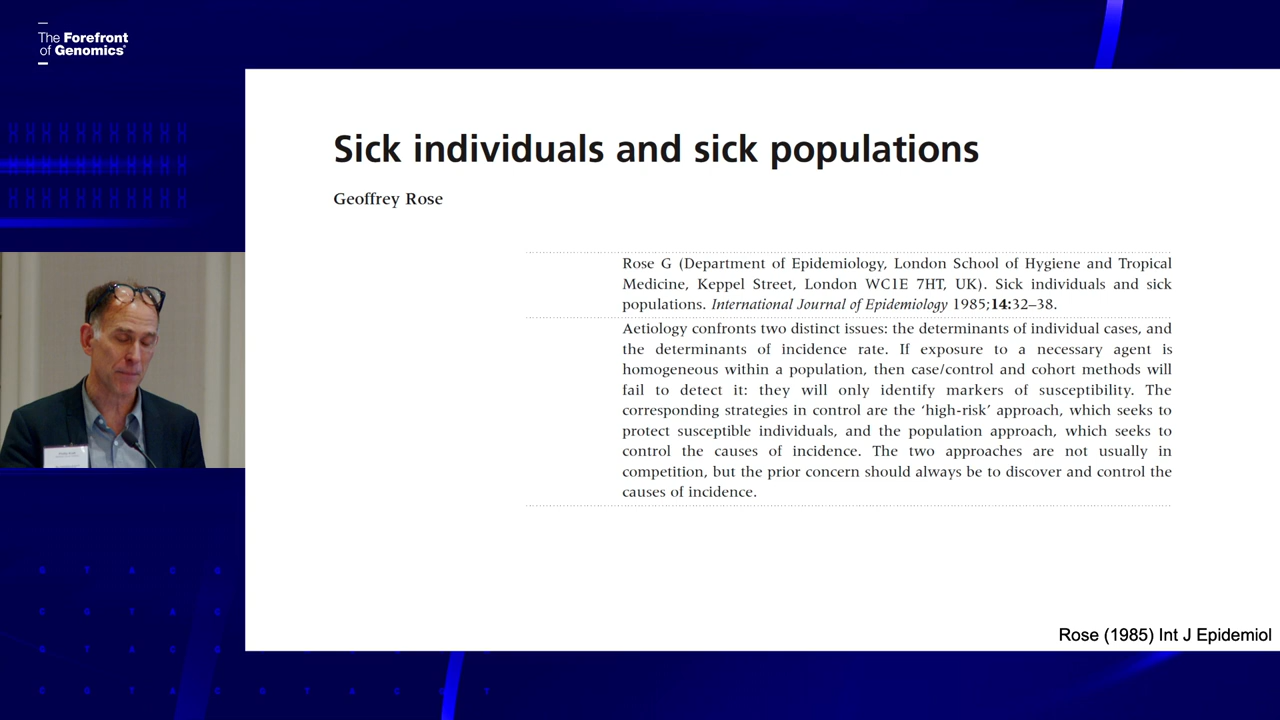 The Forefront
of Genomics®
Sick individuals and sick populations
Geoffrey Rose
Rose G (Department of Epidemiology, London School of Hygiene and Tropical
Medicine, Keppel Street, London WC1E 7HT, UK). Sick individuals and sick
populations. International Journal of Epidemiology 1985;14:32–38.
Aetiology confronts two distinct issues: the determinants of individual cases, and
the determinants of incidence rate. If exposure to a necessary agent is
homogeneous within a population, then case/control and cohort methods will
fail to detect it: they will only identify markers of susceptibility. The
corresponding strategies in control are the ‘high-risk’ approach, which seeks to
protect susceptible individuals, and the population approach, which seeks to
control the causes of incidence. The two approaches are not usually in
competition, but the prior concern should always be to discover and control the
causes of incidence.
Rose (1985) Int J Epidemiol